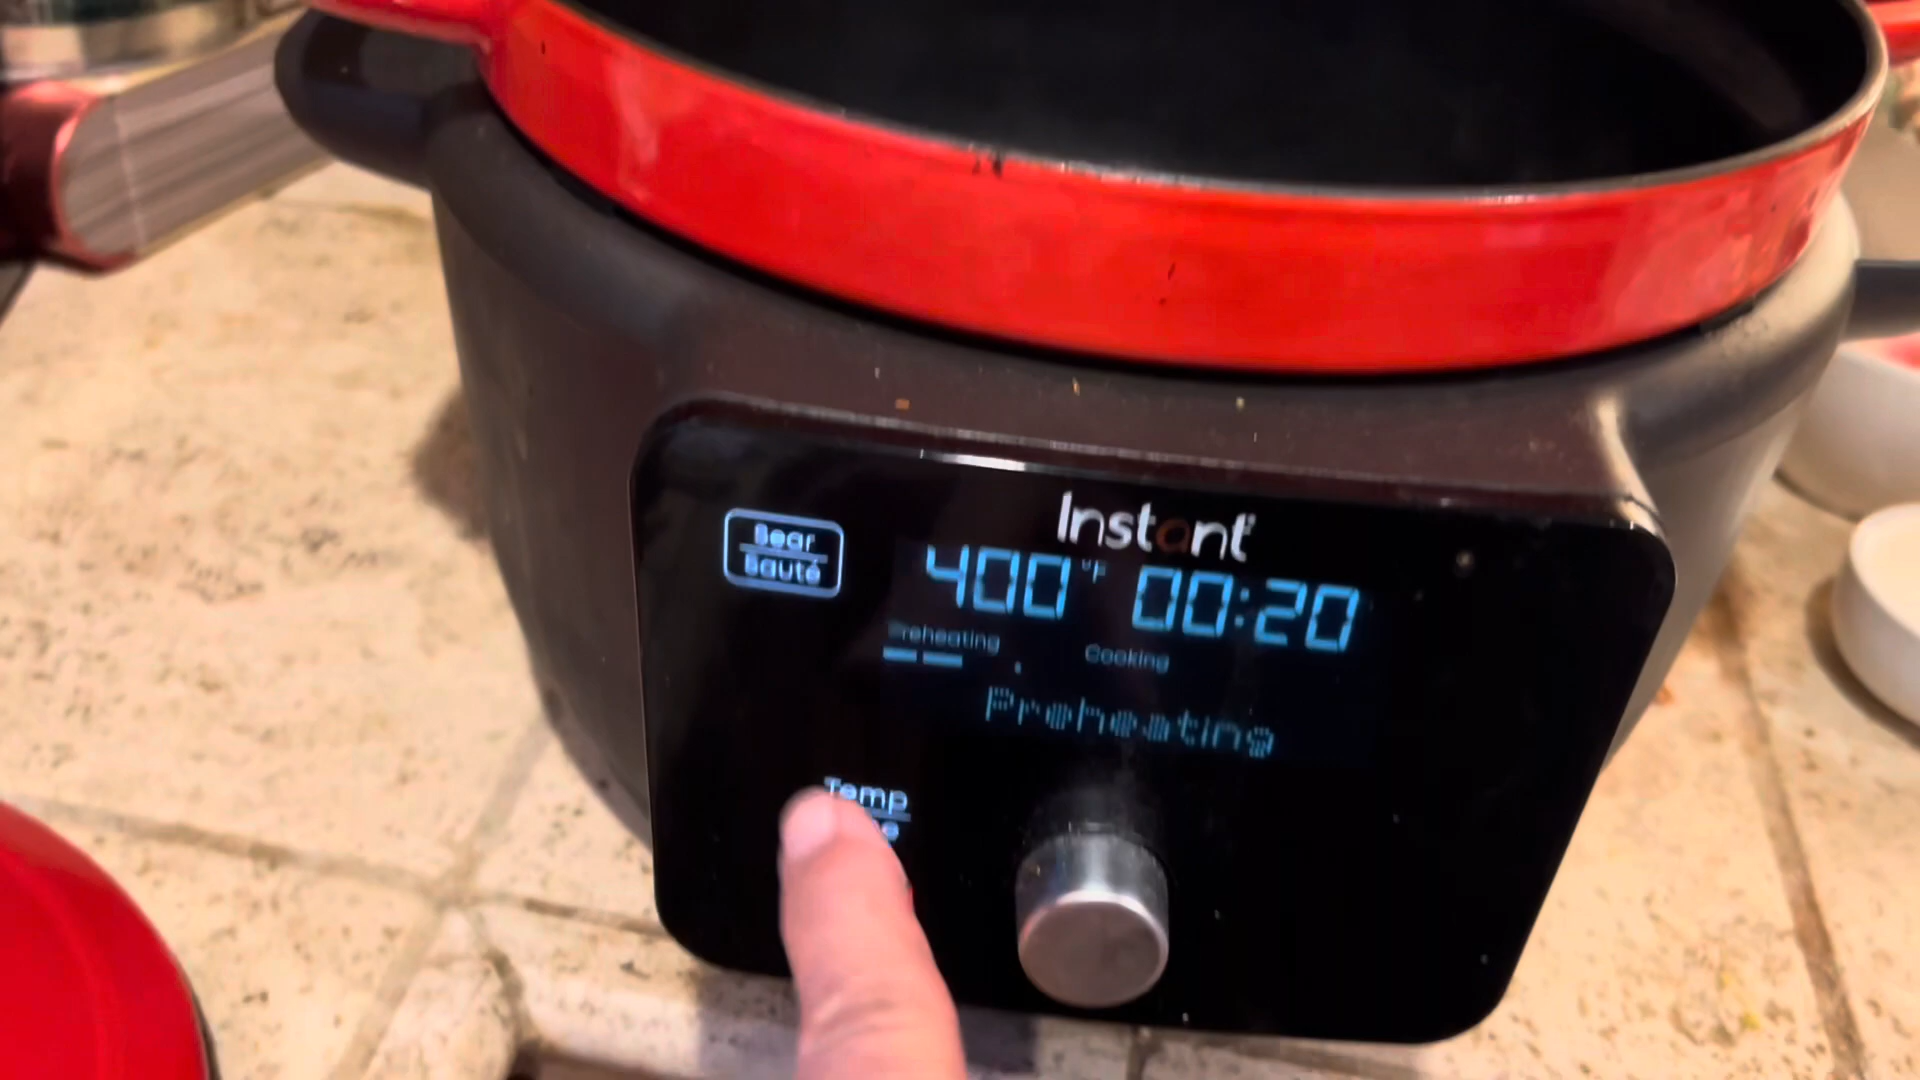 Instant
Sear
Sauté
400 °F 00:20
Preheating
Cooking
Preheating
Temp